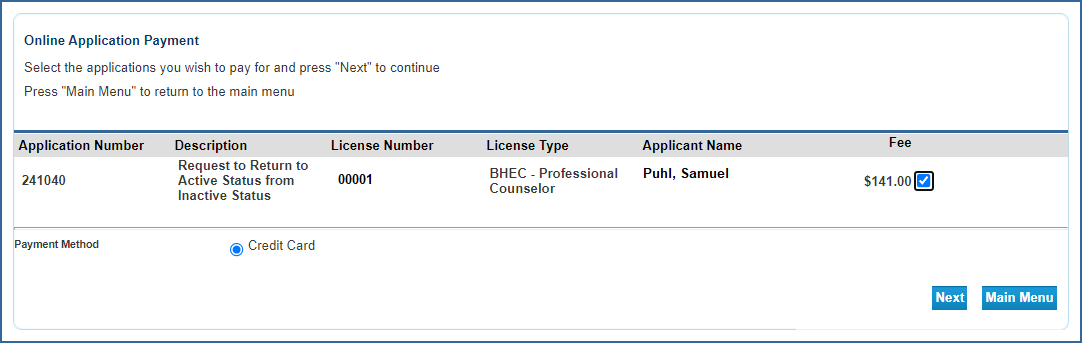 Online Application Payment
Select the applications you wish to pay for and press "Next" to continue
Press "Main Menu" to return to the main menu
Application Number Description License Number License Type Applicant Name Fee
241040 Request to Return to Active Status from Inactive Status 00001 BHEC - Professional Counselor Puhl, Samuel $141.00
Payment Method Credit Card
Next Main Menu